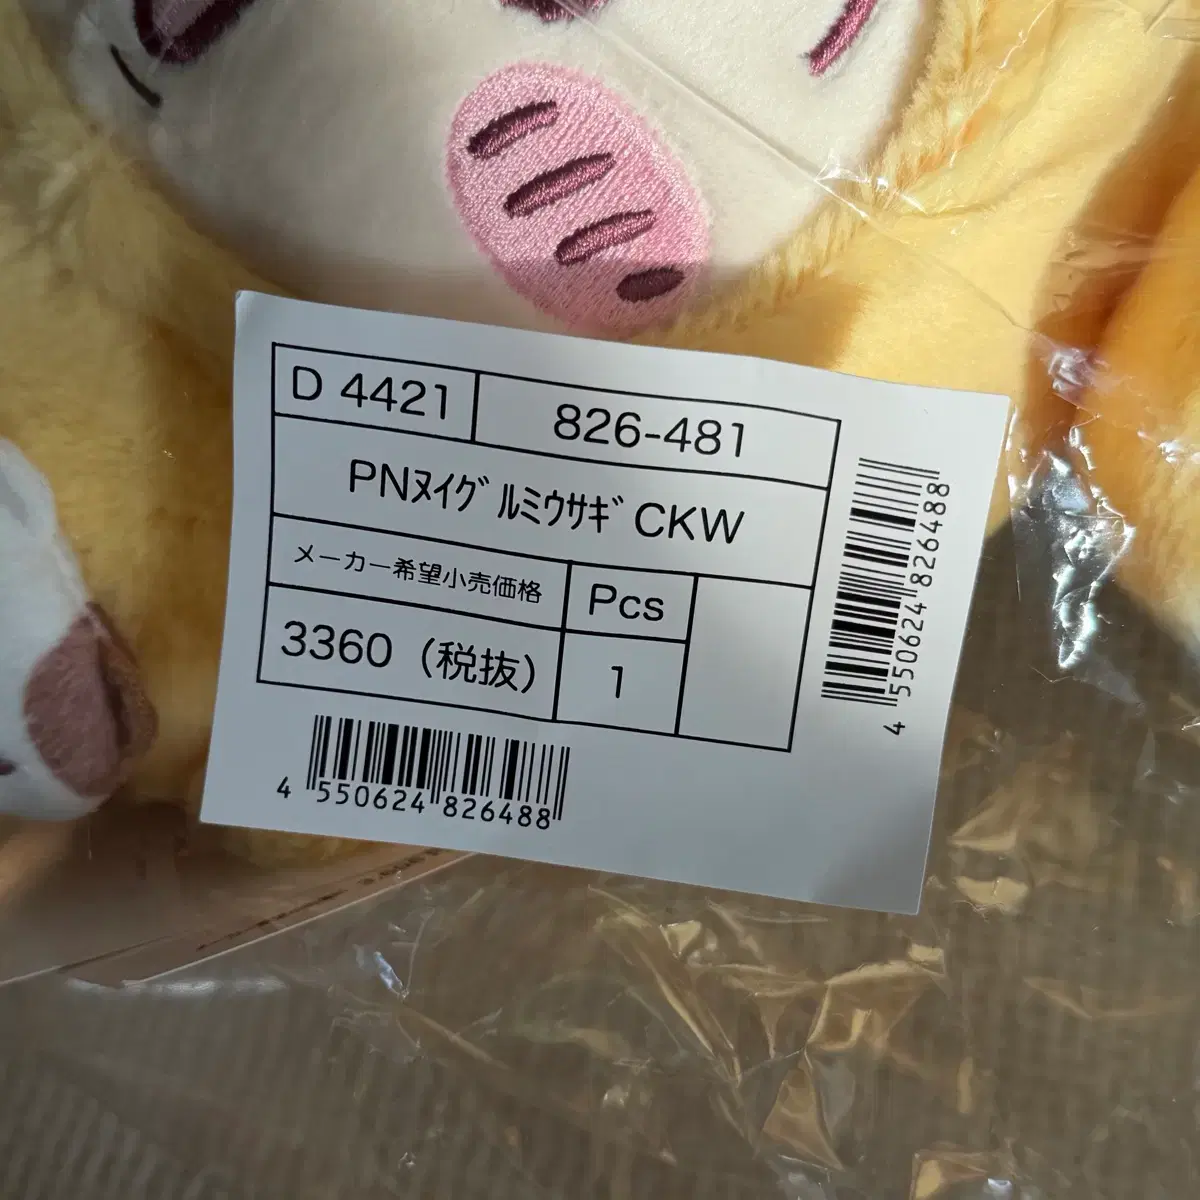 D 4421
826-481
PNﾇｲｸﾞﾙﾐｳｻｷﾞCKW
メーカー希望小売価格
Pcs
3360（税抜）
1
4 550624 826488
4 550624 826488